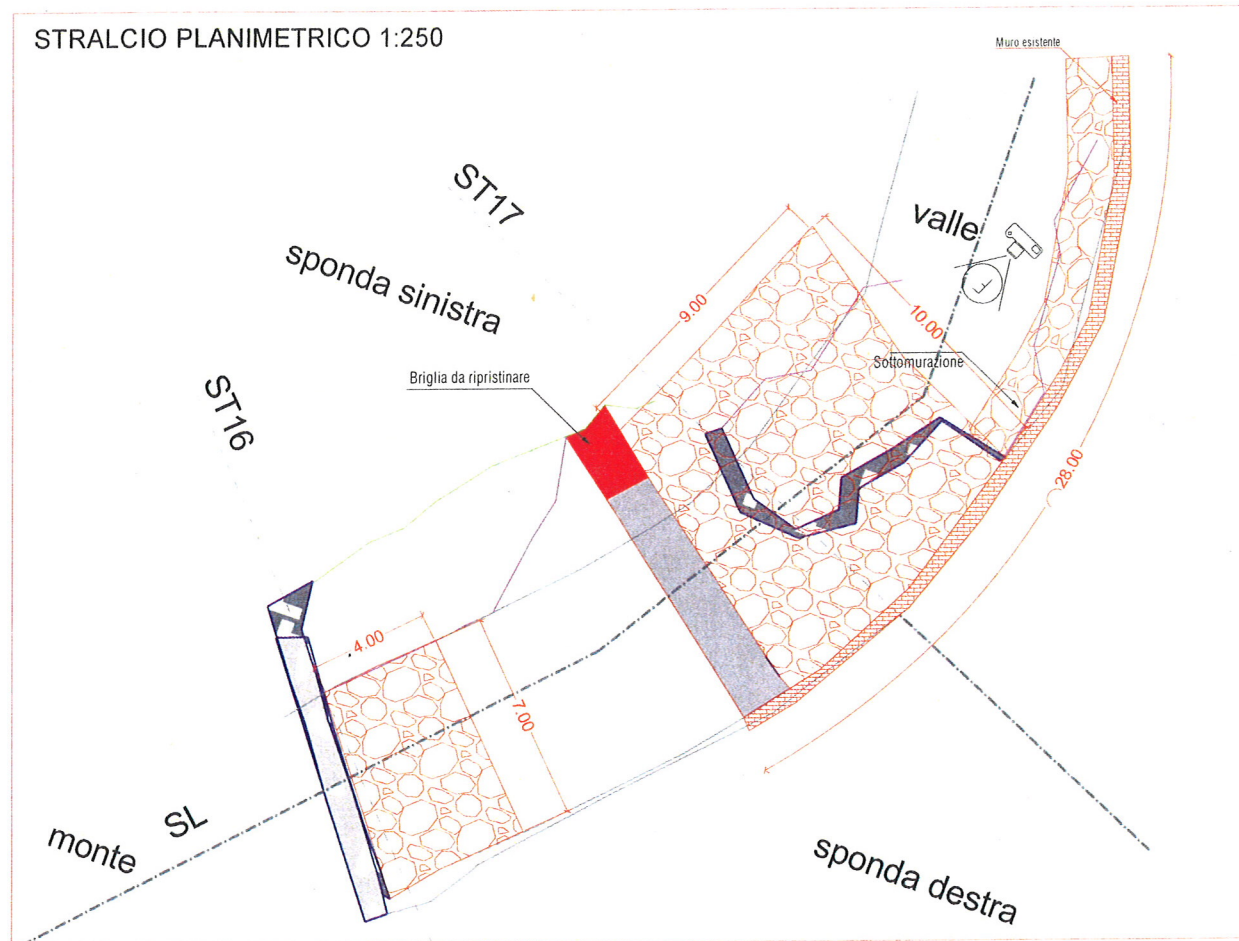 STRALCIO PLANIMETRICO 1:250
Muro esistente
ST17
valle
sponda sinistra
9.00
10.00
Sottomurazione
Briglia da ripristinare
ST16
28.00
4.00
7.00
SL
monte
sponda destra